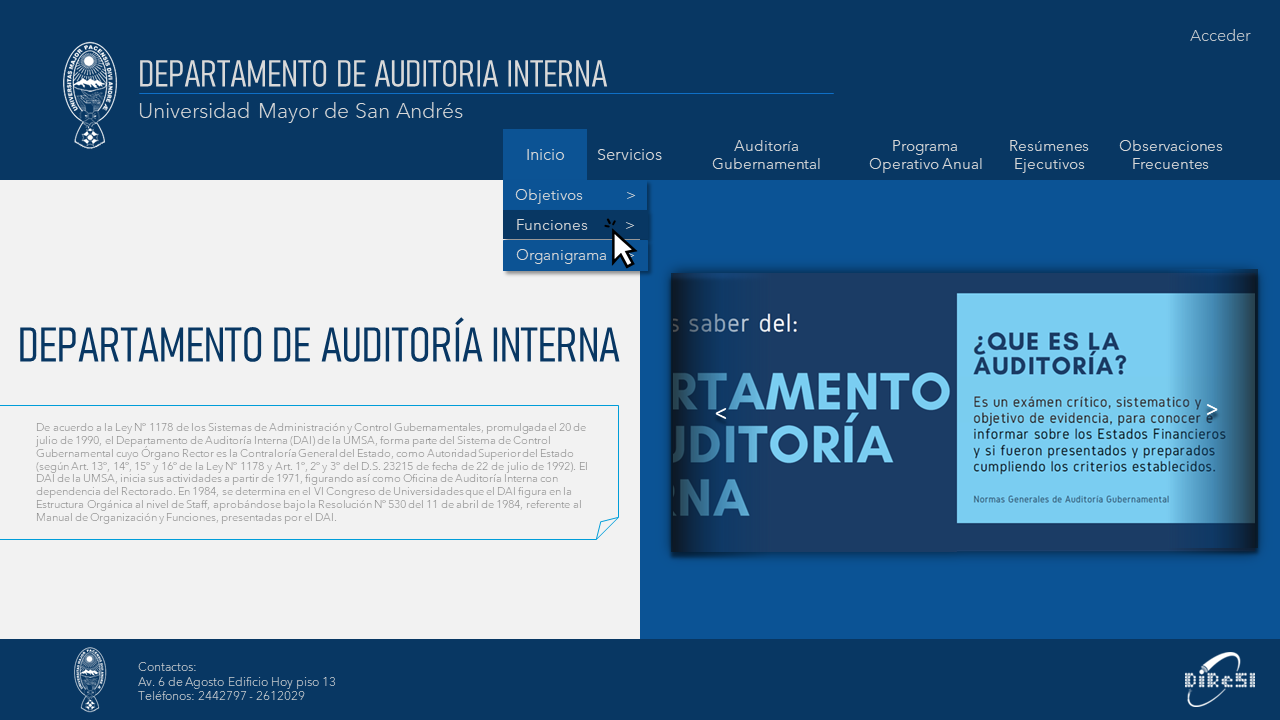 Acceder
DEPARTAMENTO DE AUDITORIA INTERNA
Universidad Mayor de San Andrés
Inicio
Servicios
Auditoría
Gubernamental
Programa
Operativo Anual
Resúmenes
Ejecutivos
Observaciones
Frecuentes
Objetivos >
Funciones >
Organigrama
DEPARTAMENTO DE AUDITORÍA INTERNA
De acuerdo a la Ley Nº 1178 de los Sistemas de Administración y Control Gubernamentales, promulgada el 20 de
julio de 1990, el Departamento de Auditoría Interna (DAI) de la UMSA, forma parte del Sistema de Control
Gubernamental cuyo Órgano Rector es la Contraloría General del Estado, como Autoridad Superior del Estado
(según Art. 13º, 14º, 15º y 16º de la Ley Nº 1178 y Art. 1º, 2º y 3º del D.S. 23215 de fecha de 22 de julio de 1992). El
DAI de la UMSA, inicia sus actividades a partir de 1971, figurando así como Oficina de Auditoría Interna con
dependencia del Rectorado. En 1984, se determina en el VI Congreso de Universidades que el DAI figura en la
Estructura Orgánica al nivel de Staff, aprobándose bajo la Resolución Nº 530 del 11 de abril de 1984, referente al
Manual de Organización y Funciones, presentadas por el DAI.
s saber del:
RTAMENTO
UDITORÍA
RNA
<
¿QUE ES LA
AUDITORÍA?
Es un exámen crítico, sistematico y
objetivo de evidencia, para conocer e
informar sobre los Estados Financieros
y si fueron presentados y preparados
cumpliendo los criterios establecidos.
Normas Generales de Auditoría Gubernamental
>
Contactos:
Av. 6 de Agosto Edificio Hoy piso 13
Teléfonos: 2442797 - 2612029
DiReSI